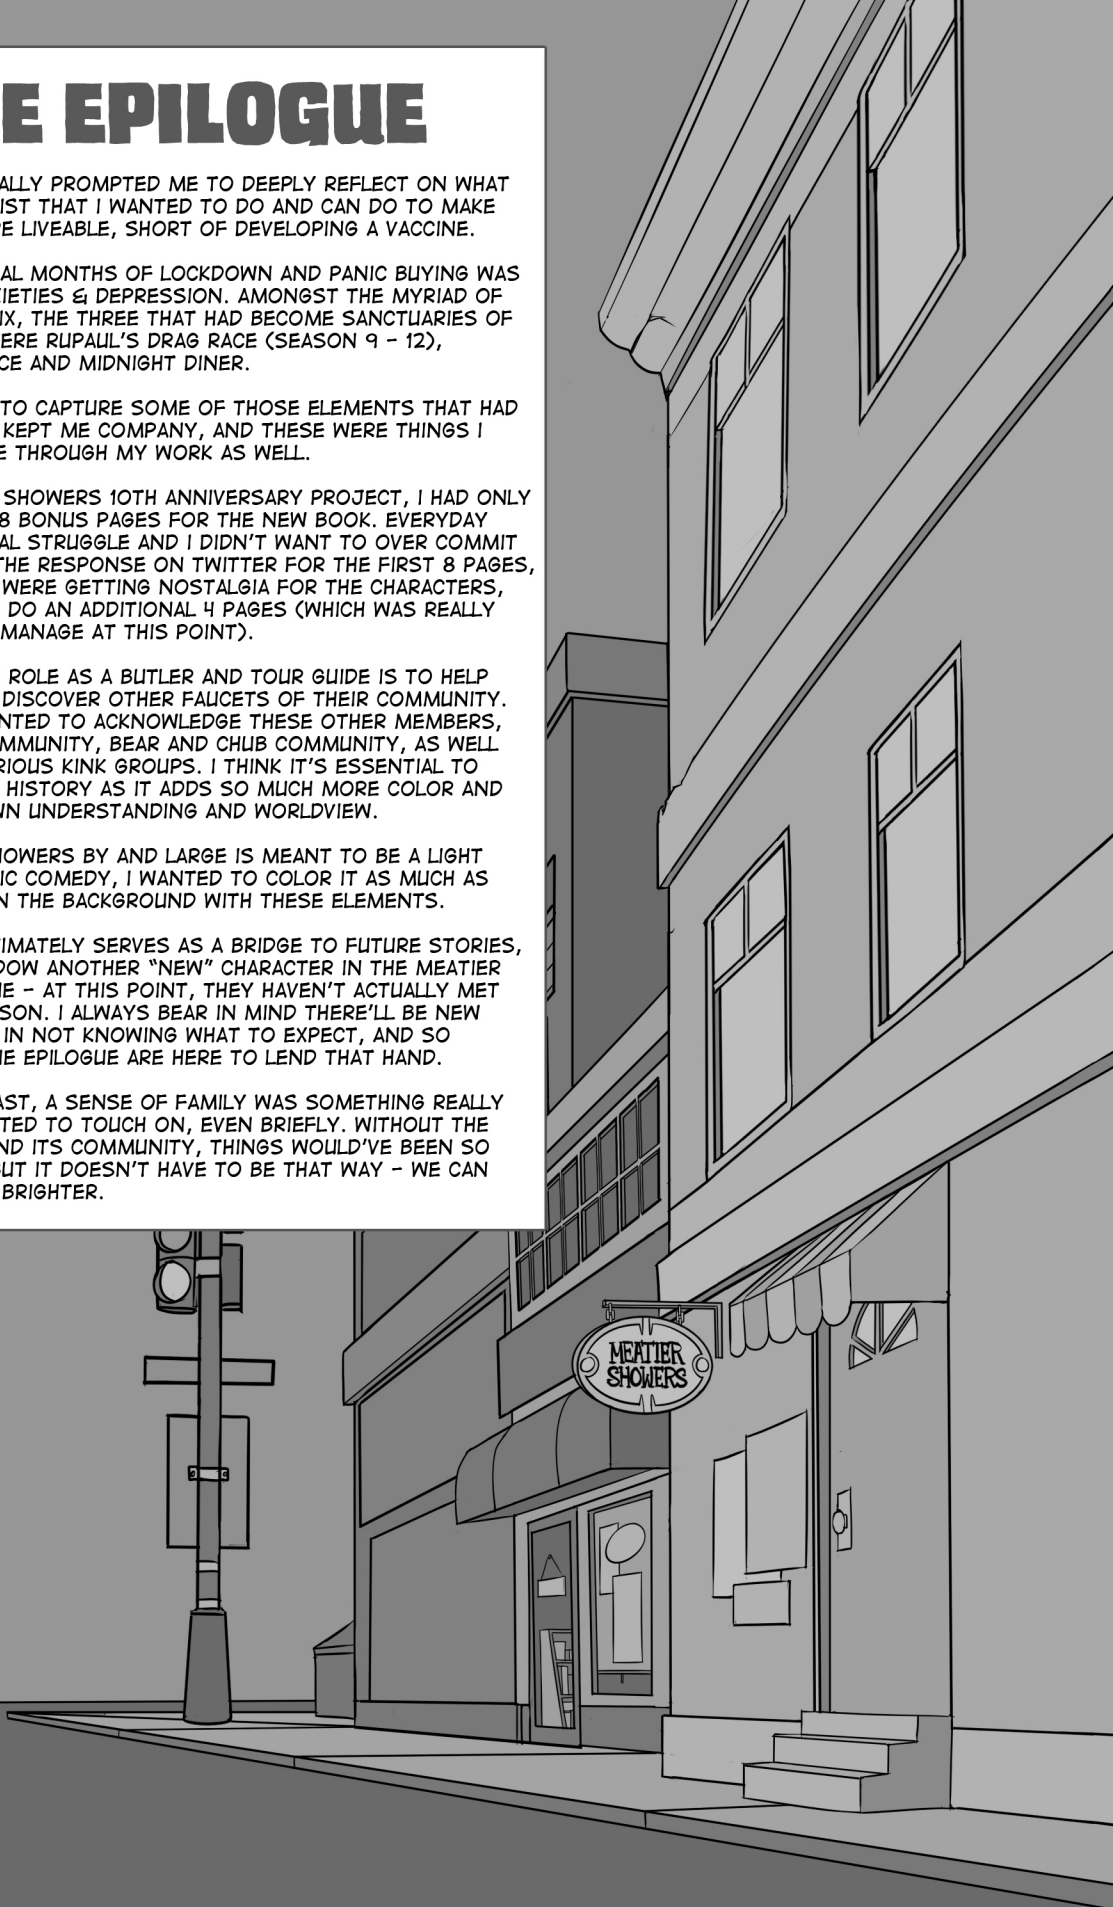 E EPILOGUE
ALLY PROMPTED ME TO DEEPLY REFLECT ON WHAT
IST THAT I WANTED TO DO AND CAN DO TO MAKE
E LIVEABLE, SHORT OF DEVELOPING A VACCINE.
AL MONTHS OF LOCKDOWN AND PANIC BUYING WAS
IETIES & DEPRESSION. AMONGST THE MYRIAD OF
IX, THE THREE THAT HAD BECOME SANCTUARIES OF
ERE RUPAUL'S DRAG RACE (SEASON 9 - 12),
CE AND MIDNIGHT DINER.
TO CAPTURE SOME OF THOSE ELEMENTS THAT HAD
KEPT ME COMPANY, AND THESE WERE THINGS I
E THROUGH MY WORK AS WELL.
SHOWERS 10TH ANNIVERSARY PROJECT, I HAD ONLY
8 BONUS PAGES FOR THE NEW BOOK. EVERYDAY
AL STRUGGLE AND I DIDN'T WANT TO OVER COMMIT
THE RESPONSE ON TWITTER FOR THE FIRST 8 PAGES,
WERE GETTING NOSTALGIA FOR THE CHARACTERS,
DO AN ADDITIONAL 4 PAGES (WHICH WAS REALLY
MANAGE AT THIS POINT).
ROLE AS A BUTLER AND TOUR GUIDE IS TO HELP
DISCOVER OTHER FAUCETS OF THEIR COMMUNITY.
NTED TO ACKNOWLEDGE THESE OTHER MEMBERS,
MMUNITY, BEAR AND CHUB COMMUNITY, AS WELL
RIOUS KINK GROUPS. I THINK IT'S ESSENTIAL TO
HISTORY AS IT ADDS SO MUCH MORE COLOR AND
WN UNDERSTANDING AND WORLDVIEW.
HOWERS BY AND LARGE IS MEANT TO BE A LIGHT
IC COMEDY, I WANTED TO COLOR IT AS MUCH AS
N THE BACKGROUND WITH THESE ELEMENTS.
TIMATELY SERVES AS A BRIDGE TO FUTURE STORIES,
DOW ANOTHER "NEW" CHARACTER IN THE MEATIER
NE - AT THIS POINT, THEY HAVEN'T ACTUALLY MET
SON. I ALWAYS BEAR IN MIND THERE'LL BE NEW
IN NOT KNOWING WHAT TO EXPECT, AND SO
HE EPILOGUE ARE HERE TO LEND THAT HAND.
AST, A SENSE OF FAMILY WAS SOMETHING REALLY
TED TO TOUCH ON, EVEN BRIEFLY. WITHOUT THE
ND ITS COMMUNITY, THINGS WOULD'VE BEEN SO
BUT IT DOESN'T HAVE TO BE THAT WAY - WE CAN
BRIGHTER.
MEATIER
SHOWERS